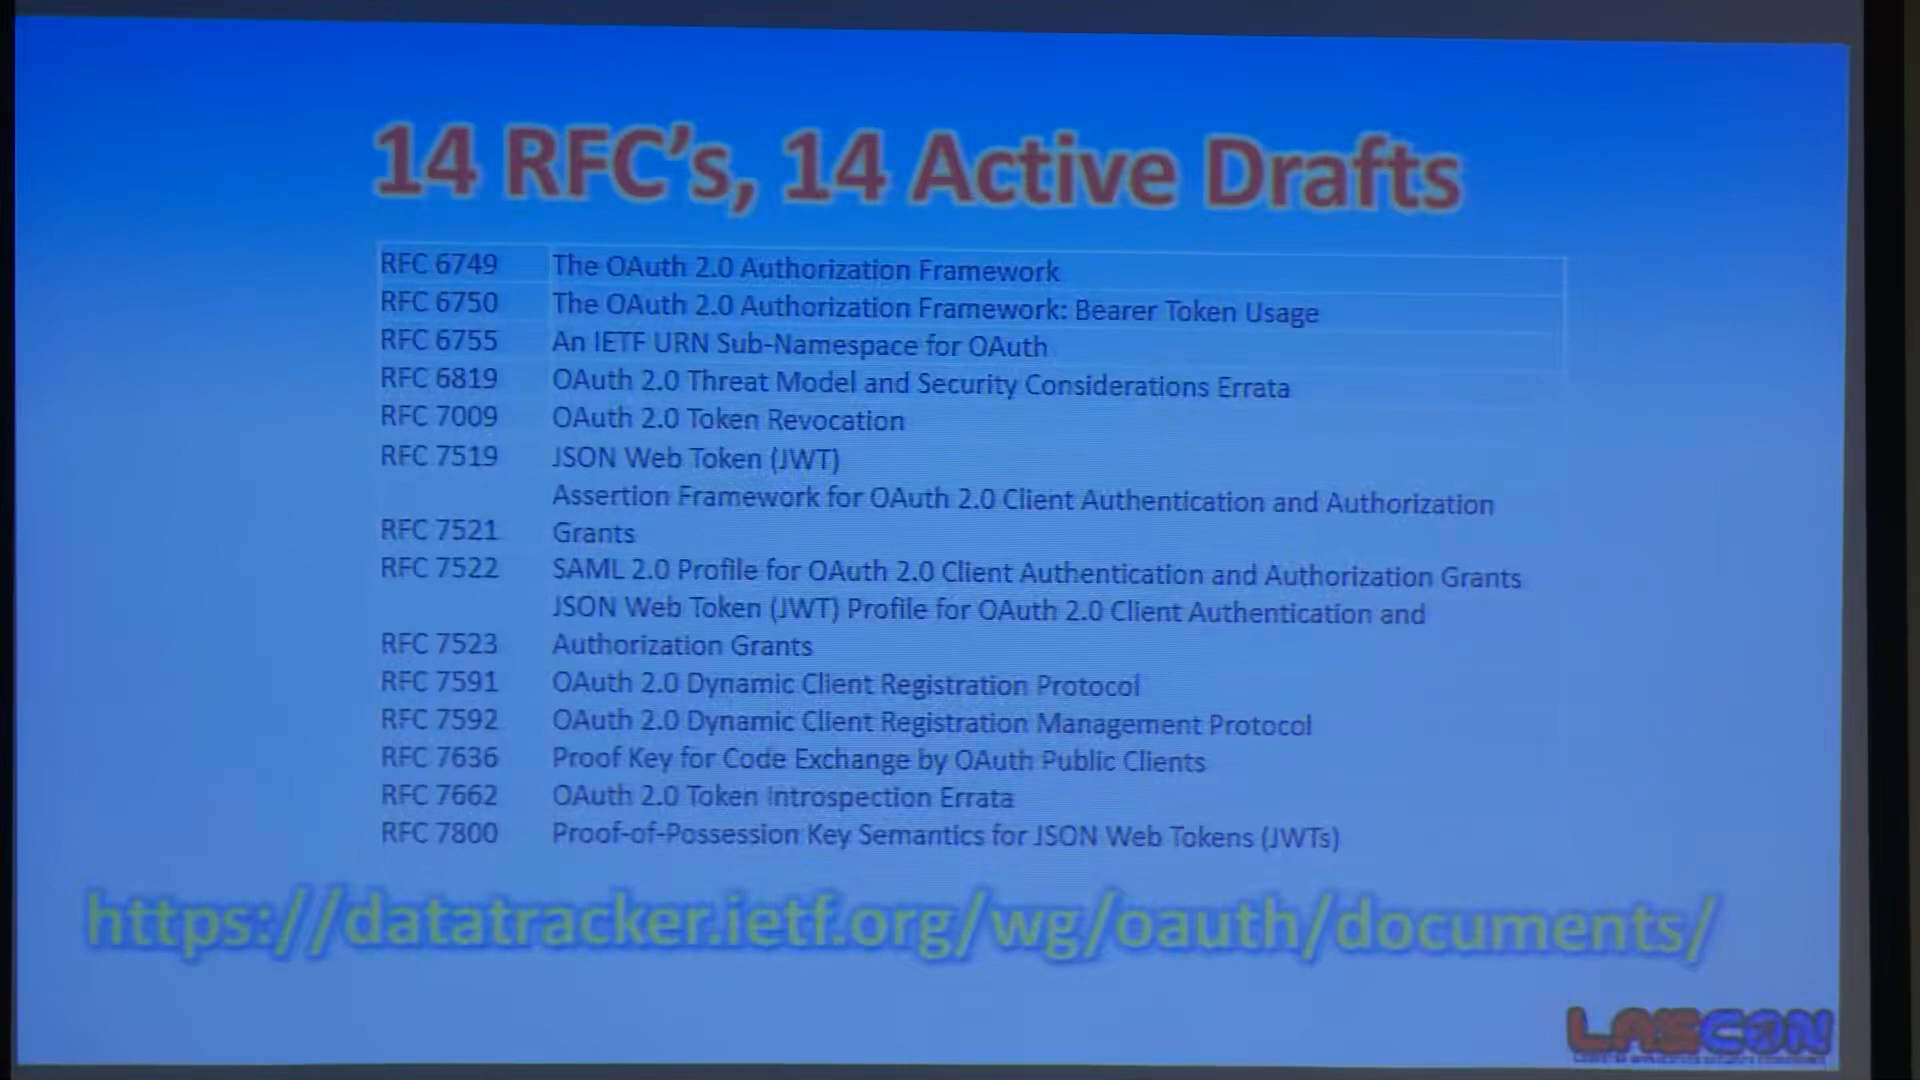 14 RFC's, 14 Active Drafts
RFC 6749 The OAuth 2.0 Authorization Framework
RFC 6750 The OAuth 2.0 Authorization Framework: Bearer Token Usage
RFC 6755 An IETF URN Sub-Namespace for OAuth
RFC 6819 OAuth 2.0 Threat Model and Security Considerations Errata
RFC 7009 OAuth 2.0 Token Revocation
RFC 7519 JSON Web Token (JWT)
Assertion Framework for OAuth 2.0 Client Authentication and Authorization
RFC 7521 Grants
RFC 7522 SAML 2.0 Profile for OAuth 2.0 Client Authentication and Authorization Grants
JSON Web Token (JWT) Profile for OAuth 2.0 Client Authentication and
RFC 7523 Authorization Grants
RFC 7591 OAuth 2.0 Dynamic Client Registration Protocol
RFC 7592 OAuth 2.0 Dynamic Client Registration Management Protocol
RFC 7636 Proof Key for Code Exchange by OAuth Public Clients
RFC 7662 OAuth 2.0 Token Introspection Errata
RFC 7800 Proof-of-Possession Key Semantics for JSON Web Tokens (JWTs)
https://datatracker.ietf.org/wg/oauth/documents/
LASCON